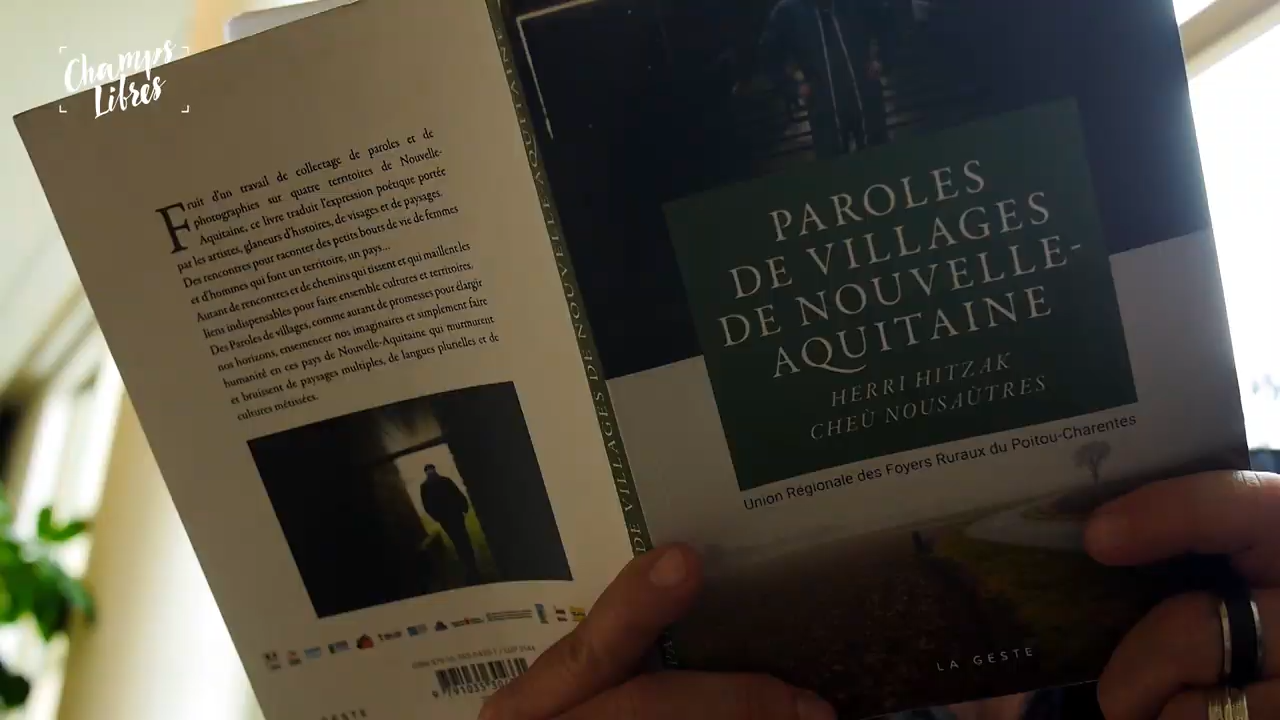 Champs
Libres
Fruit d'un travail de collectage de paroles et de
photographies sur quatre territoires de Nouvelle-
Aquitaine, ce livre traduit l'expression poétique portée
par les artistes, glaneurs d'histoires, de visages et de paysages.
Des rencontres pour raconter des petits bouts de vie de femmes
et d'hommes qui font un territoire, un pays...
Autant de rencontres et de chemins qui tissent et qui maillent les
liens indispensables pour faire ensemble cultures et territoires.
Des Paroles de villages, comme autant de promesses pour élargir
nos horizons, ensemencer nos imaginaires et simplement faire
humanité en ces pays de Nouvelle-Aquitaine qui murmurent
et bruissent de paysages multiples, de langues plurielles et de
cultures métissées.
DE VILLAGES DE NOUVELLE-AQUITAINE
PAROLES
DE VILLAGES
DE NOUVELLE-
AQUITAINE
HERRI HITZAK
CHEÙ NOUSAÙTRES
Union Régionale des Foyers Ruraux du Poitou-Charentes
LA GESTE